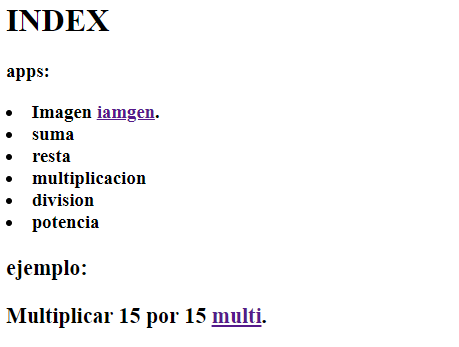 INDEX
apps:
• Imagen iamgen.
• suma
• resta
• multiplicacion
• division
• potencia
ejemplo:
Multiplicar 15 por 15 multi.